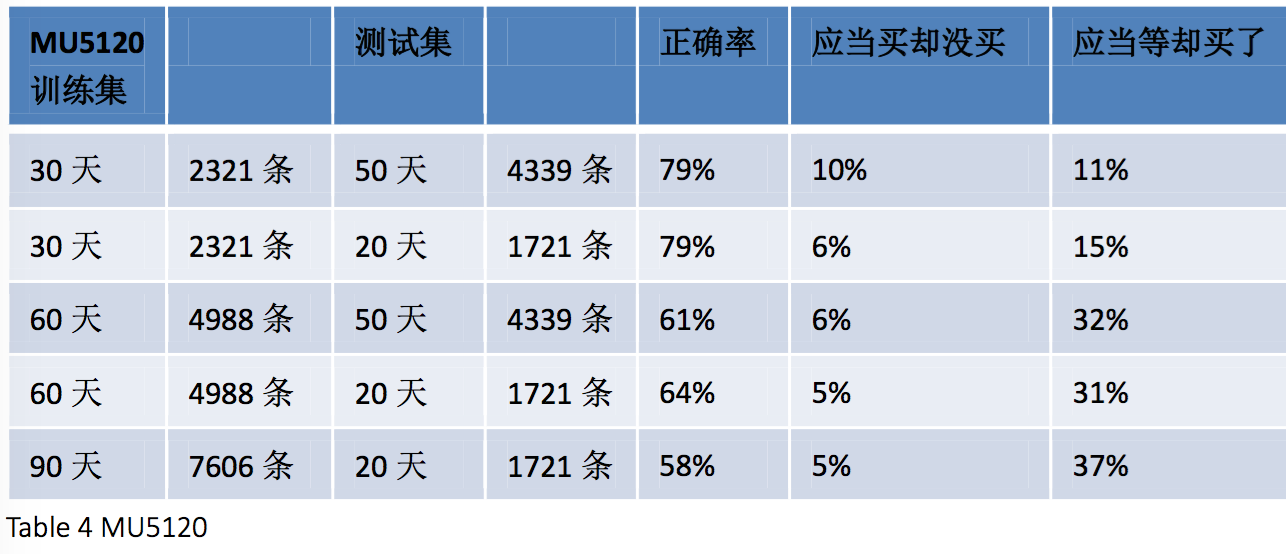 MU5120 测试集 正确率 应当买却没买 应当等却买了
训练集
30 天 2321 条 50 天 4339 条 79% 10% 11%
30 天 2321 条 20 天 1721 条 79% 6% 15%
60 天 4988 条 50 天 4339 条 61% 6% 32%
60 天 4988 条 20 天 1721 条 64% 5% 31%
90 天 7606 条 20 天 1721 条 58% 5% 37%
Table 4 MU5120